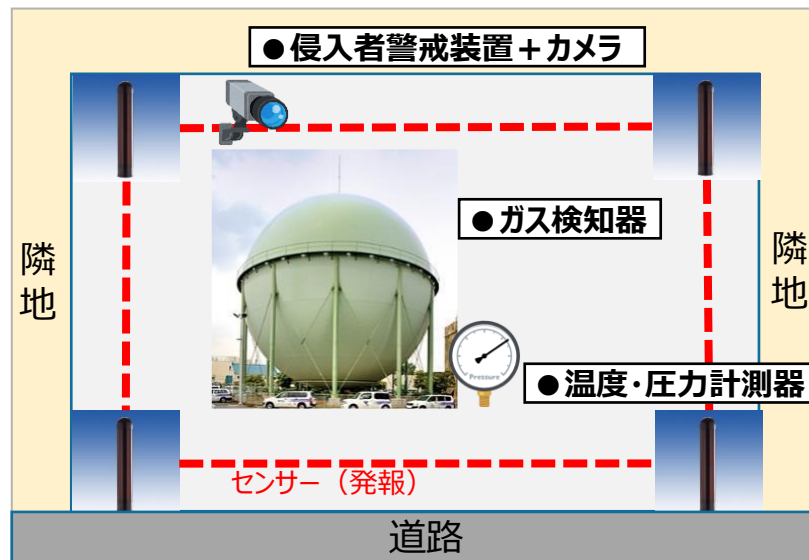 ●侵入者警戒装置＋カメラ
●ガス検知器
隣地
隣地
Pressure
●温度・圧力計測器
センサー（発報）
道路